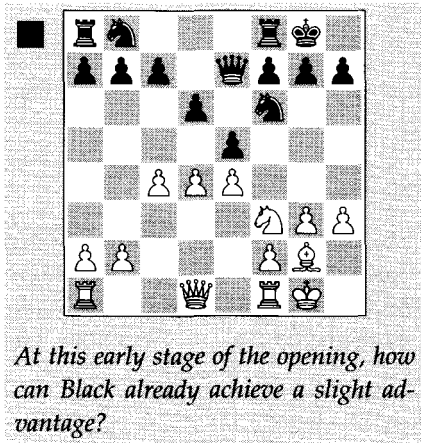 At this early stage of the opening, how
can Black already achieve a slight ad-
vantage?